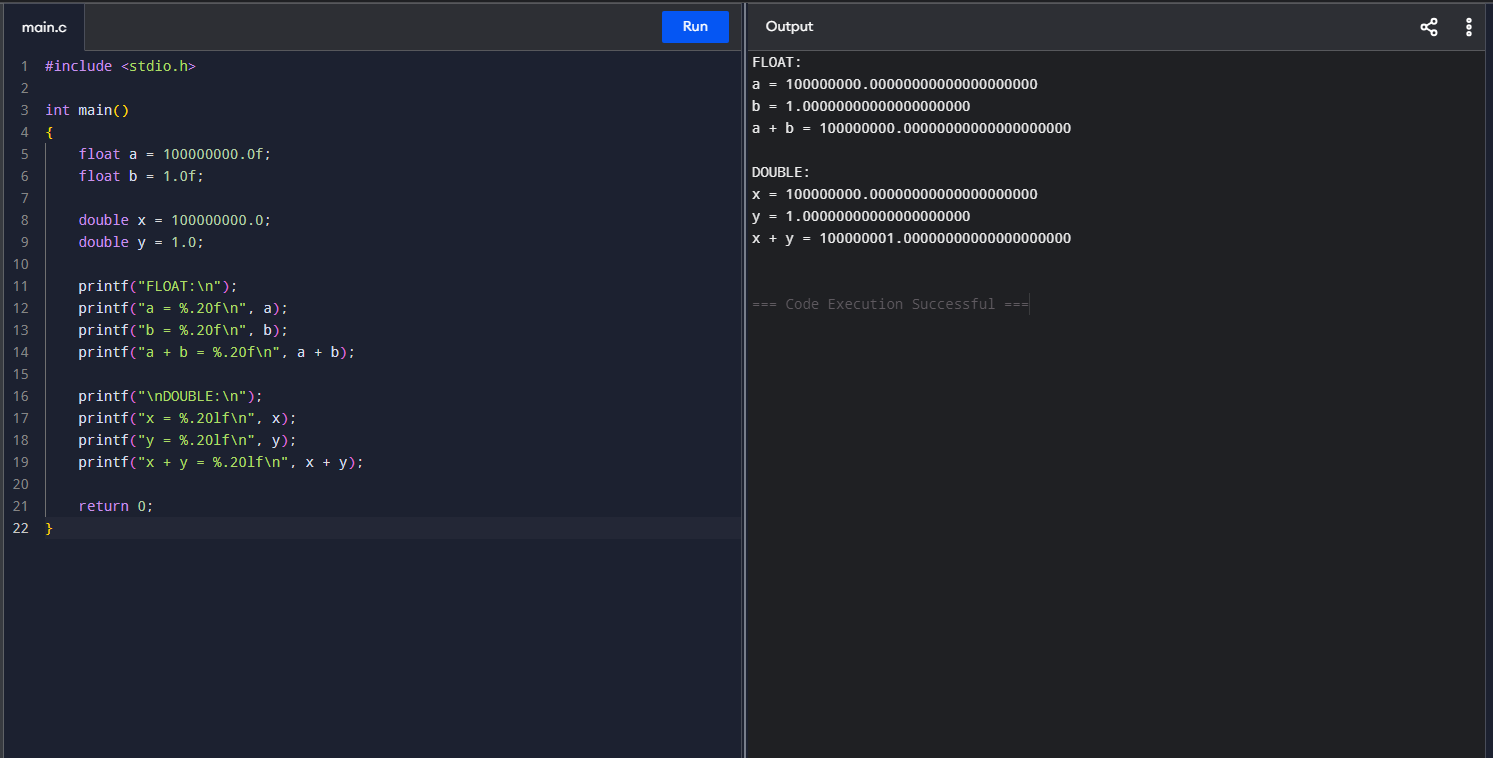 main.c
Run
Output
1 #include <stdio.h>
2
3 int main()
4 {
5     float a = 100000000.0f;
6     float b = 1.0f;
7
8     double x = 100000000.0;
9     double y = 1.0;
10
11     printf("FLOAT:\n");
12     printf("a = %.20f\n", a);
13     printf("b = %.20f\n", b);
14     printf("a + b = %.20f\n", a + b);
15
16     printf("\nDOUBLE:\n");
17     printf("x = %.20lf\n", x);
18     printf("y = %.20lf\n", y);
19     printf("x + y = %.20lf\n", x + y);
20
21     return 0;
22 }
FLOAT:
a = 100000000.00000000000000000000
b = 1.00000000000000000000
a + b = 100000000.00000000000000000000
DOUBLE:
x = 100000000.00000000000000000000
y = 1.00000000000000000000
x + y = 100000001.00000000000000000000
=== Code Execution Successful ===